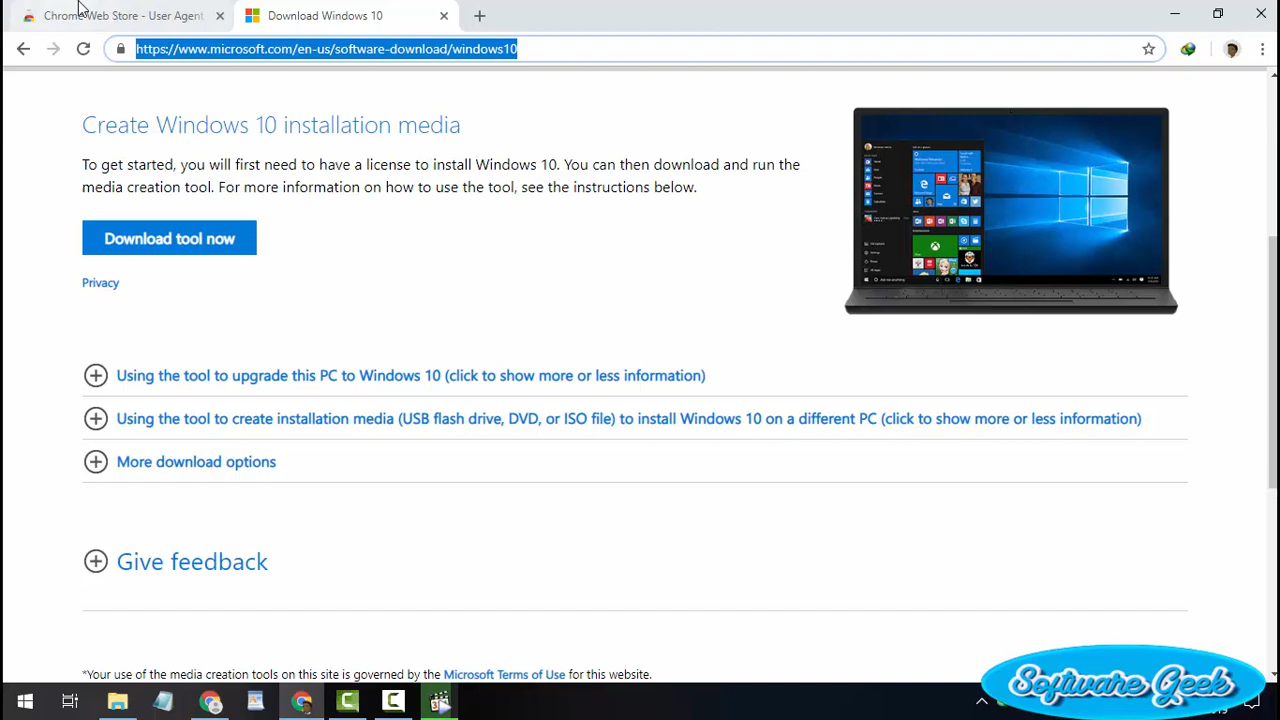 Chrome Web Store - User Agent
Download Windows 10
https://www.microsoft.com/en-us/software-download/windows10
Create Windows 10 installation media
To get started, you will first need to have a license to install Windows 10. You can then download and run the
media creation tool. For more information on how to use the tool, see the instructions below.
Download tool now
Privacy
Using the tool to upgrade this PC to Windows 10 (click to show more or less information)
Using the tool to create installation media (USB flash drive, DVD, or ISO file) to install Windows 10 on a different PC (click to show more or less information)
More download options
Give feedback
*Your use of the media creation tools on this site is governed by the Microsoft Terms of Use for this website.
Software Geek